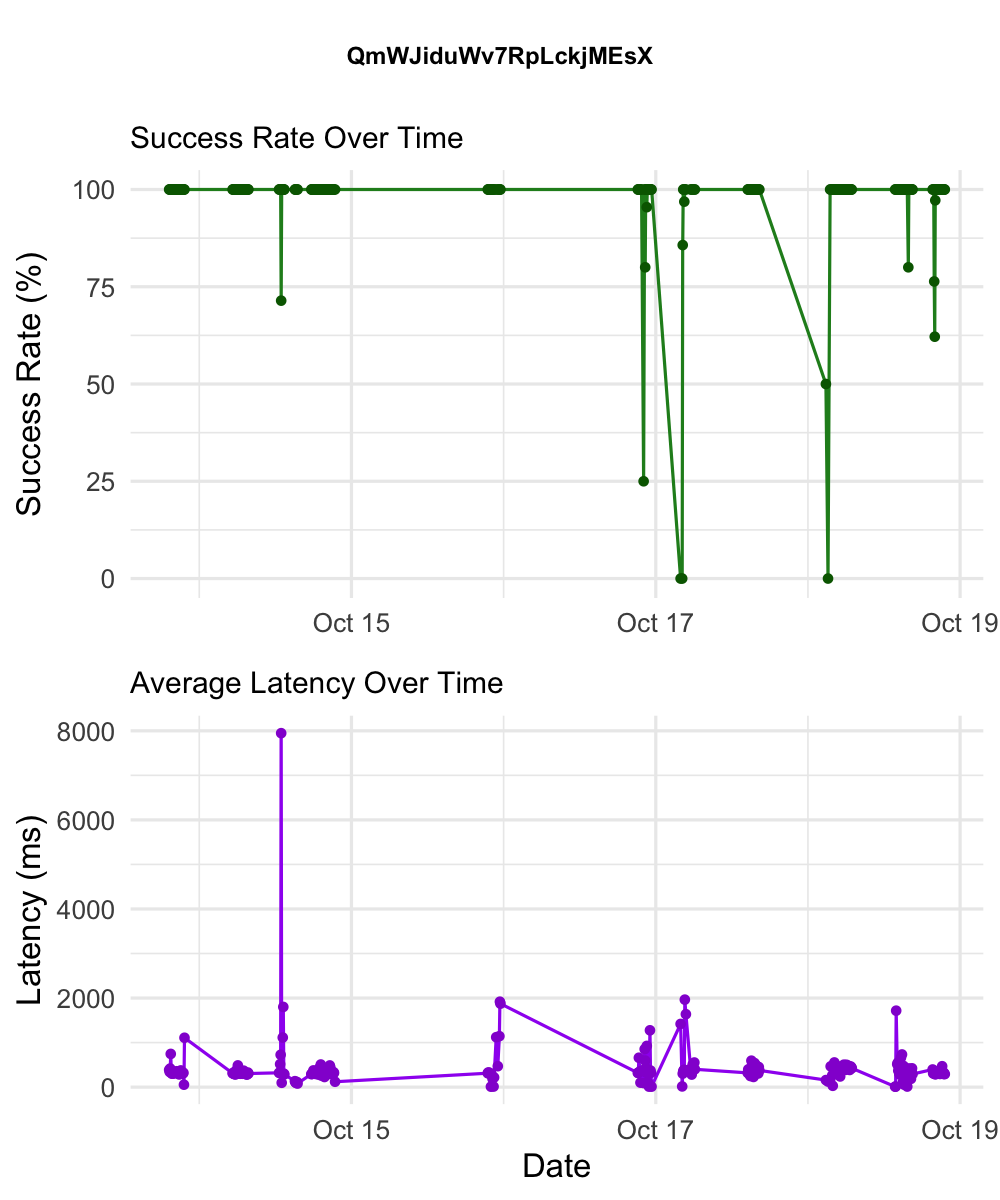 QmWJiduWv7RpLckjMEsX
Success Rate Over Time
100
75
50
25
0
Success Rate (%)
Oct 15 Oct 17 Oct 19
Average Latency Over Time
8000
6000
4000
2000
0
Latency (ms)
Oct 15 Oct 17 Oct 19
Date